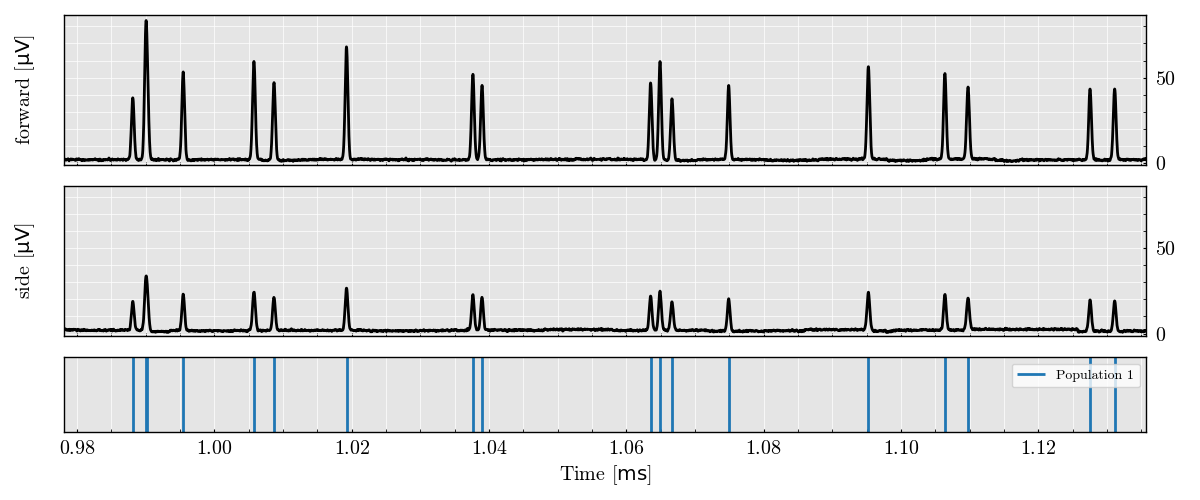 forward [μV]
50
0
side [μV]
50
0
Population 1
0.98 1.00 1.02 1.04 1.06 1.08 1.10 1.12
Time [ms]